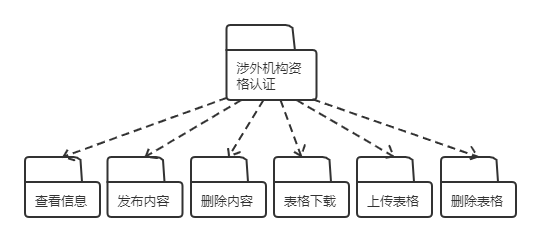 涉外机构资
格认证
查看信息
发布内容
删除内容
表格下载
上传表格
删除表格